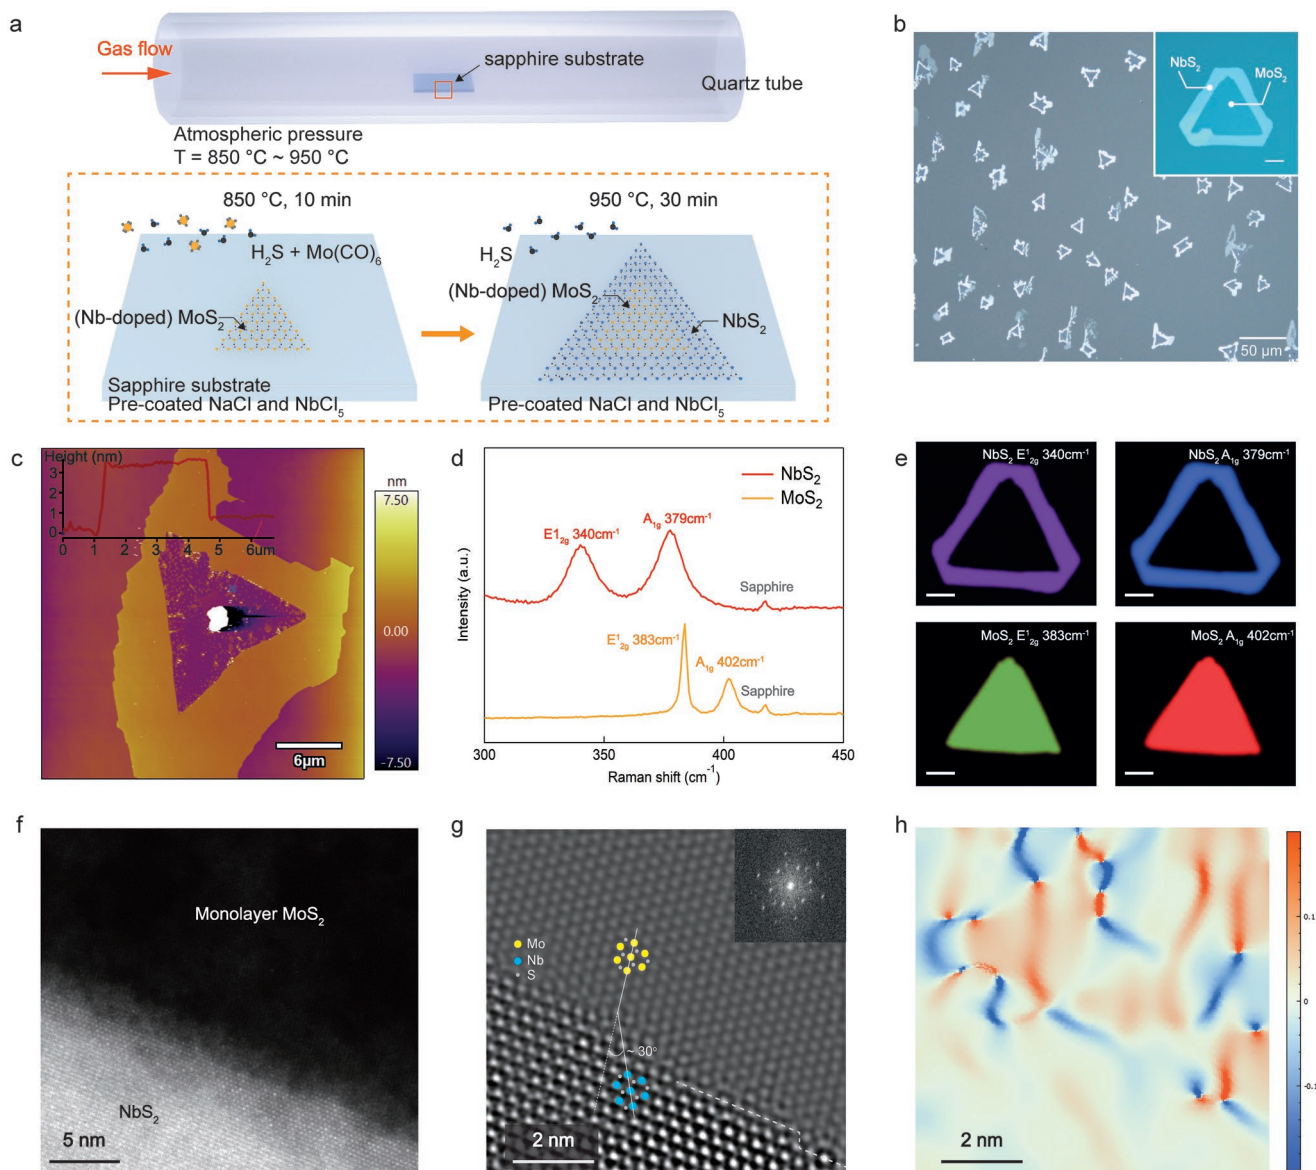 a
Gas flow
sapphire substrate
Quartz tube
Atmospheric pressure
T = 850 °C ~ 950 °C
850 °C, 10 min
H₂S + Mo(CO)₆
(Nb-doped) MoS₂
Sapphire substrate
Pre-coated NaCl and NbCl₅
950 °C, 30 min
H₂S
(Nb-doped) MoS₂
NbS₂
Pre-coated NaCl and NbCl₅
b
NbS₂
MoS₂
50 µm
c
Height (nm)
3
2
1
0
0 1 2 3 4 5 6um
6µm
nm
7.50
0.00
-7.50
d
NbS₂
MoS₂
E1₂g 340cm⁻¹
A₁g 379cm⁻¹
Sapphire
E¹₂g 383cm⁻¹
A₁g 402cm⁻¹
Sapphire
Intensity (a.u.)
300 350 400 450
Raman shift (cm⁻¹)
e
NbS₂ E¹₂g 340cm⁻¹
NbS₂ A₁g 379cm⁻¹
MoS₂ E¹₂g 383cm⁻¹
MoS₂ A₁g 402cm⁻¹
f
Monolayer MoS₂
NbS₂
5 nm
g
Mo
Nb
S
~ 30°
2 nm
h
2 nm
0.1
0
-0.1